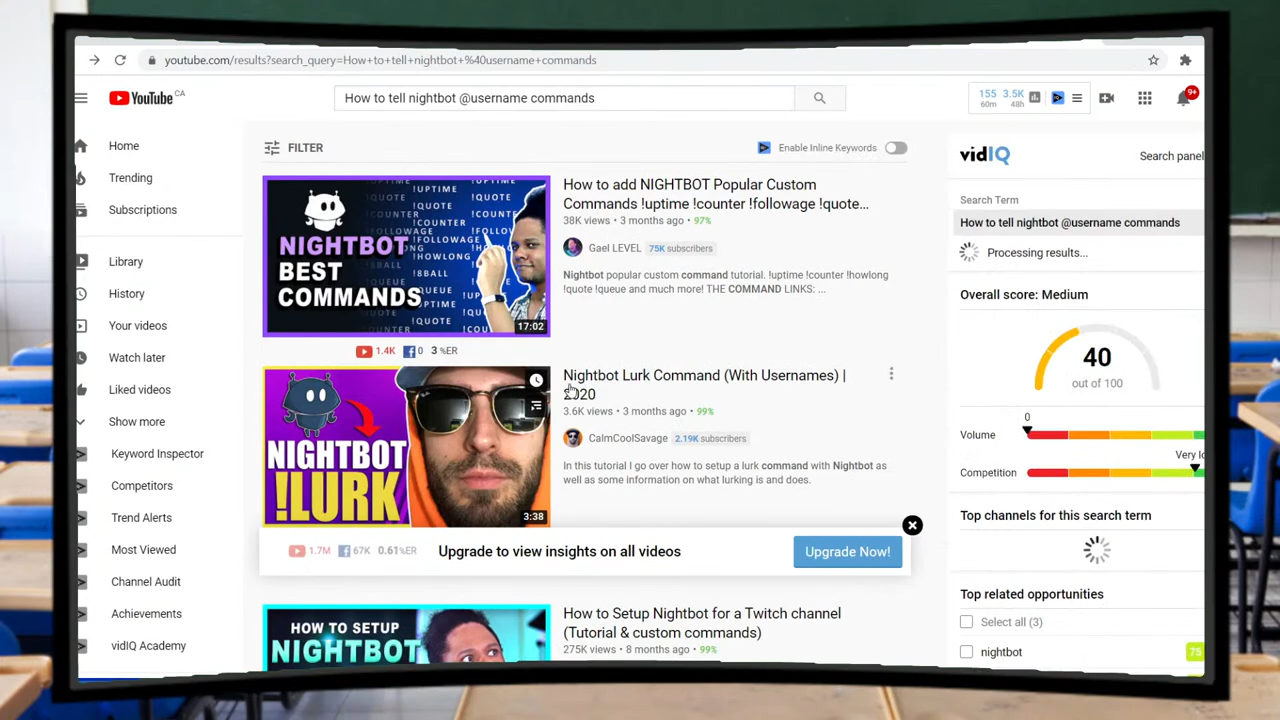 youtube.com/results?search_query=How+to+tell+nightbot+%40username+commands
YouTube CA
How to tell nightbot @username commands
155
60m
3.5K
48h
9+
Home
Trending
Subscriptions
Library
History
Your videos
Watch later
Liked videos
Show more
Keyword Inspector
Competitors
Trend Alerts
Most Viewed
Channel Audit
Achievements
vidIQ Academy
FILTER
Enable Inline Keywords
!UPTIME
!QUOTE
!COUNTER
!FOLLOWAGE
!HOWLONG
!8BALL
NIGHTBOT
BEST
COMMANDS
17:02
How to add NIGHTBOT Popular Custom
Commands !uptime !counter !followage !quote...
38K views • 3 months ago • 97%
Gael LEVEL 75K subscribers
Nightbot popular custom command tutorial. !uptime !counter !howlong
!quote !queue and much more! THE COMMAND LINKS: ...
1.4K 0 3 %ER
NIGHTBOT
!LURK
3:38
Nightbot Lurk Command (With Usernames) |
2020
3.6K views • 3 months ago • 99%
CalmCoolSavage 2.19K subscribers
In this tutorial I go over how to setup a lurk command with Nightbot as
well as some information on what lurking is and does.
1.7M 67K 0.61%ER
Upgrade to view insights on all videos
Upgrade Now!
HOW TO SETUP
NIGHTBOT
How to Setup Nightbot for a Twitch channel
(Tutorial & custom commands)
275K views • 8 months ago • 99%
vidIQ
Search panel
Search Term
How to tell nightbot @username commands
Processing results...
Overall score: Medium
40
out of 100
0
Volume
Very lo
Competition
Top channels for this search term
Top related opportunities
Select all (3)
nightbot
75